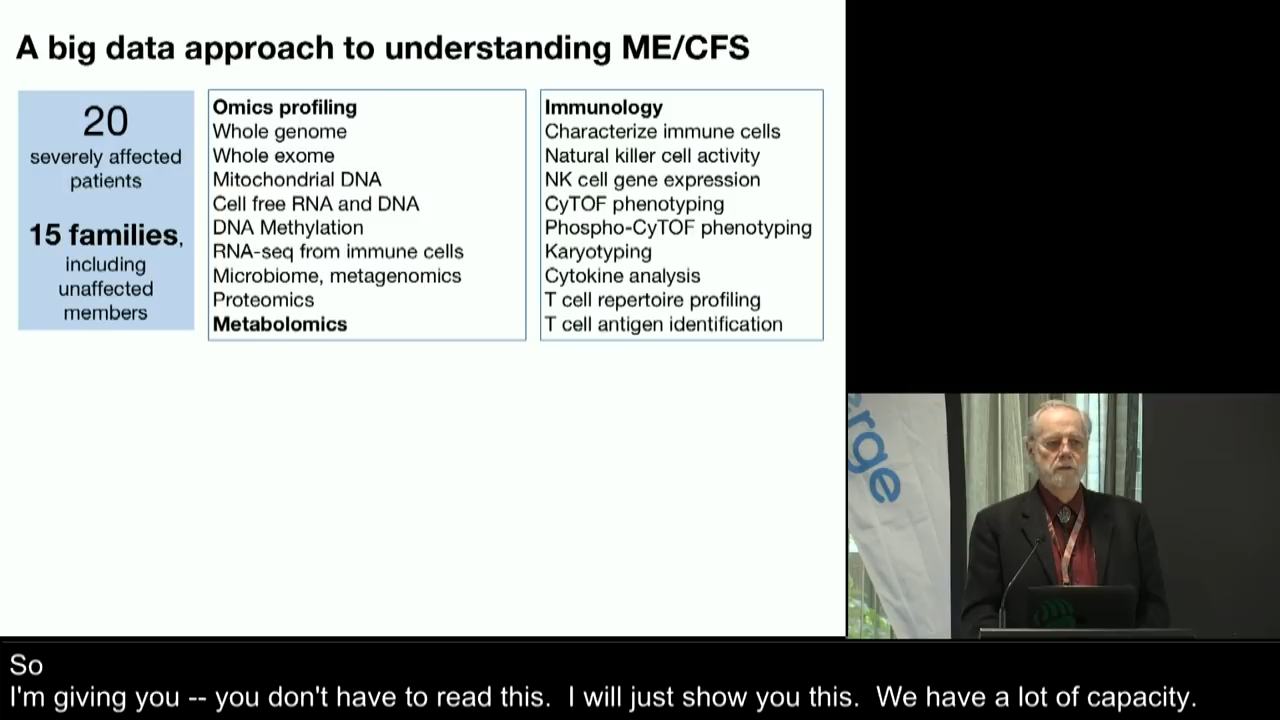 A big data approach to understanding ME/CFS
20
severely affected
patients
15 families,
including
unaffected
members
Omics profiling
Whole genome
Whole exome
Mitochondrial DNA
Cell free RNA and DNA
DNA Methylation
RNA-seq from immune cells
Microbiome, metagenomics
Proteomics
Metabolomics
Immunology
Characterize immune cells
Natural killer cell activity
NK cell gene expression
CyTOF phenotyping
Phospho-CyTOF phenotyping
Karyotyping
Cytokine analysis
T cell repertoire profiling
T cell antigen identification
erge
So
I'm giving you -- you don't have to read this.  I will just show you this.  We have a lot of capacity.